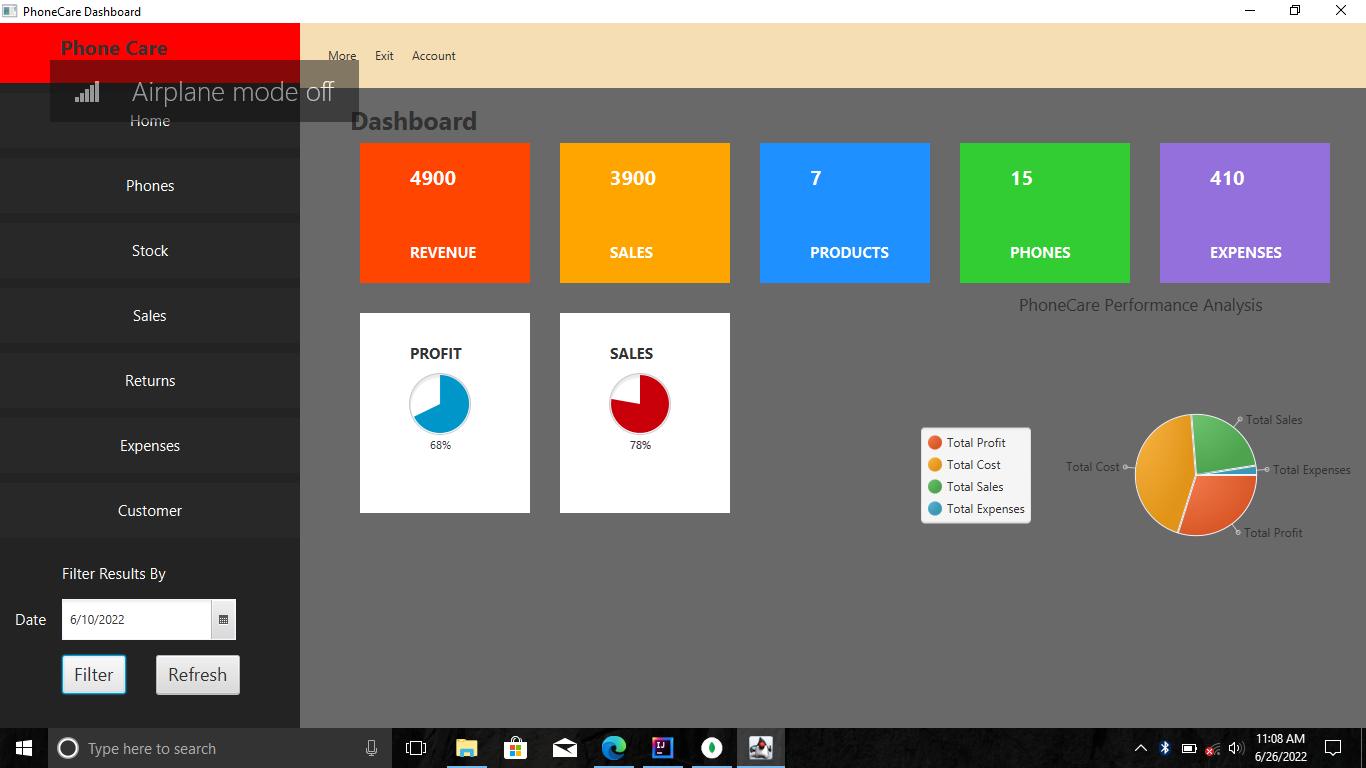 PhoneCare Dashboard
Phone Care
More Exit Account
Airplane mode off
Home
Phones
Stock
Sales
Returns
Expenses
Customer
Filter Results By
Date 6/10/2022
Filter Refresh
Dashboard
4900
REVENUE
3900
SALES
7
PRODUCTS
15
PHONES
410
EXPENSES
PROFIT
68%
SALES
78%
PhoneCare Performance Analysis
Total Profit
Total Cost
Total Sales
Total Expenses
Total Sales
Total Cost
Total Expenses
Total Profit
Type here to search
IJ
11:08 AM
6/26/2022